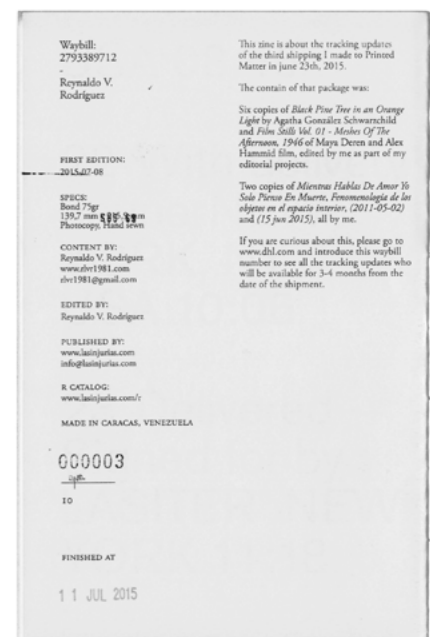 Waybill:
2793389712
-
Reynaldo V.
Rodríguez
FIRST EDITION:
2015-07-08
SPECS:
Bond 75gr
139,7 mm
Photocopy, Hand sewn
CONTENT BY:
Reynaldo V. Rodríguez
www.rlvr1981.com
rlvr1981@gmail.com
EDITED BY:
Reynaldo V. Rodríguez
PUBLISHED BY:
www.lasinjurias.com
info@lasinjurias.com
R CATALOG:
www.lasinjurias.com/r
MADE IN CARACAS, VENEZUELA
000003
10
FINISHED AT
11 JUL 2015
This zine is about the tracking updates
of the third shipping I made to Printed
Matter in june 23th, 2015.
The contain of that package was:
Six copies of Black Pine Tree in an Orange
Light by Agatha González Schwartschild
and Film Stills Vol. 01 - Meshes Of The
Afternoon, 1946 of Maya Deren and Alex
Hammid film, edited by me as part of my
editorial projects.
Two copies of Mientras Hablas De Amor Yo
Solo Pienso En Muerte, Fenomenología de los
objetos en el espacio interior, (2011-05-02)
and (15 jun 2015), all by me.
If you are curious about this, please go to
www.dhl.com and introduce this waybill
number to see all the tracking updates who
will be available for 3-4 months from the
date of the shipment.